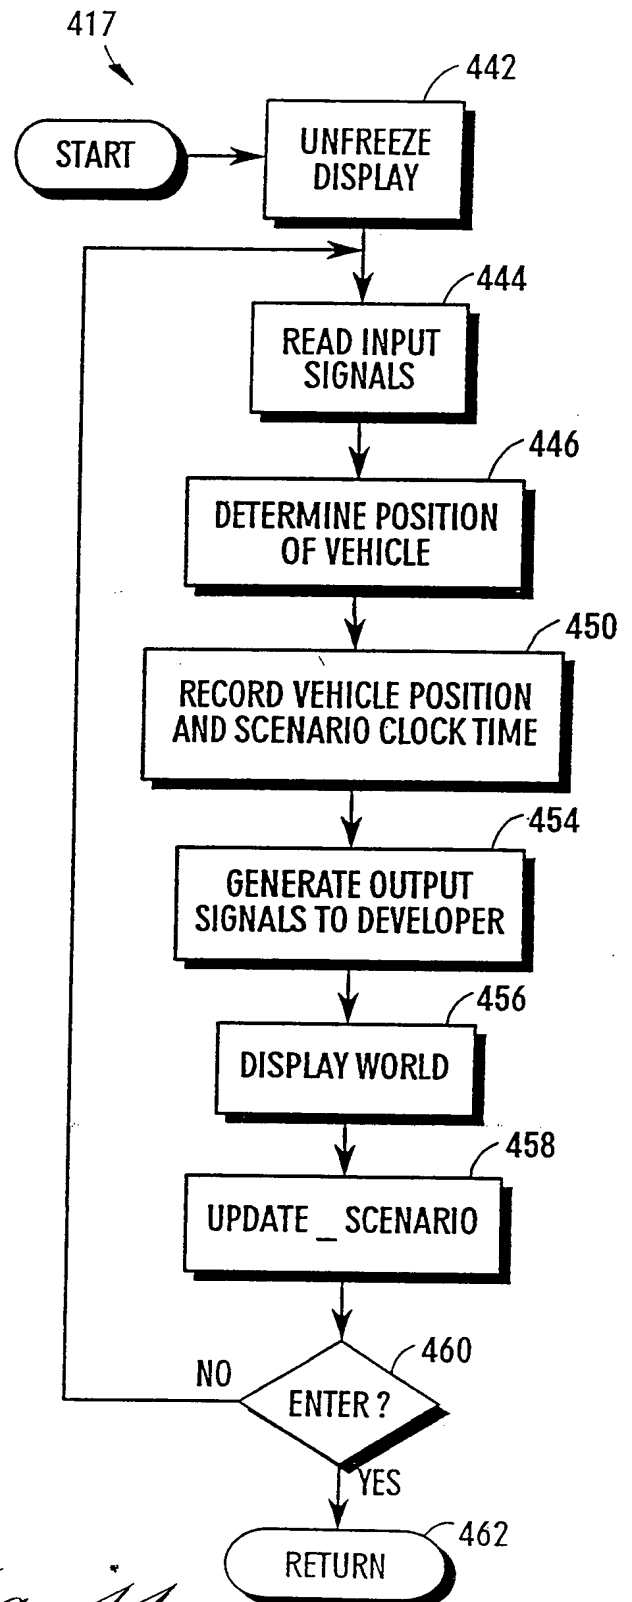 417
442
START
UNFREEZE
DISPLAY
444
READ INPUT
SIGNALS
446
DETERMINE POSITION
OF VEHICLE
450
RECORD VEHICLE POSITION
AND SCENARIO CLOCK TIME
454
GENERATE OUTPUT
SIGNALS TO DEVELOPER
456
DISPLAY WORLD
458
UPDATE _ SCENARIO
460
NO
ENTER ?
YES
462
RETURN